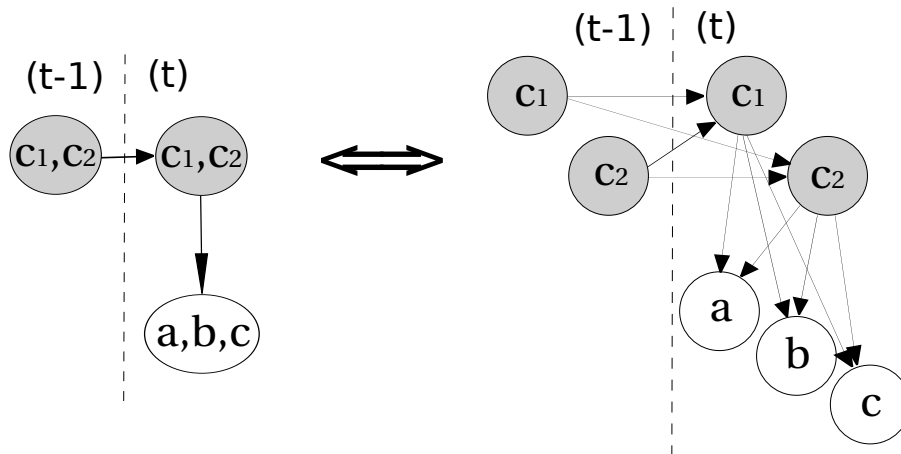 (t-1) (t)
c1,c2 c1,c2
a,b,c
(t-1) (t)
c1 c1
c2 c2
a
b
c